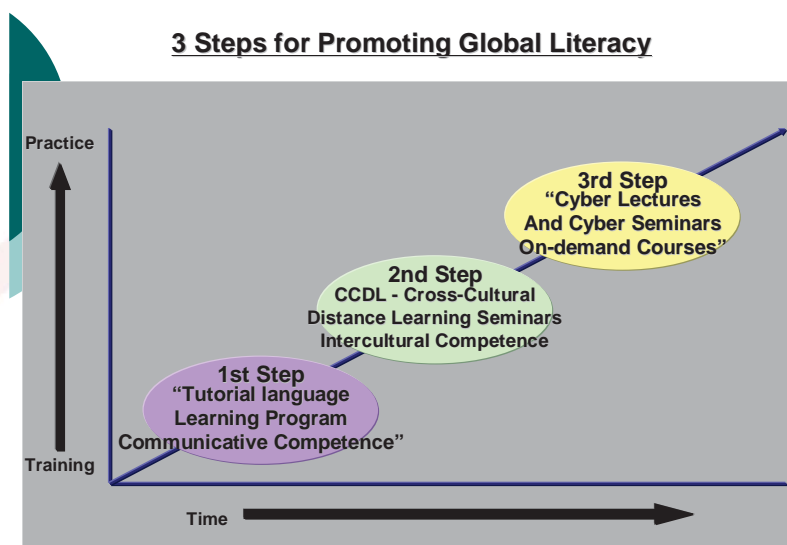 3 Steps for Promoting Global Literacy
Practice
3rd Step
“Cyber Lectures
And Cyber Seminars
On-demand Courses”
2nd Step
CCDL - Cross-Cultural
Distance Learning Seminars
Intercultural Competence
1st Step
“Tutorial language
Learning Program
Communicative Competence”
Training
Time